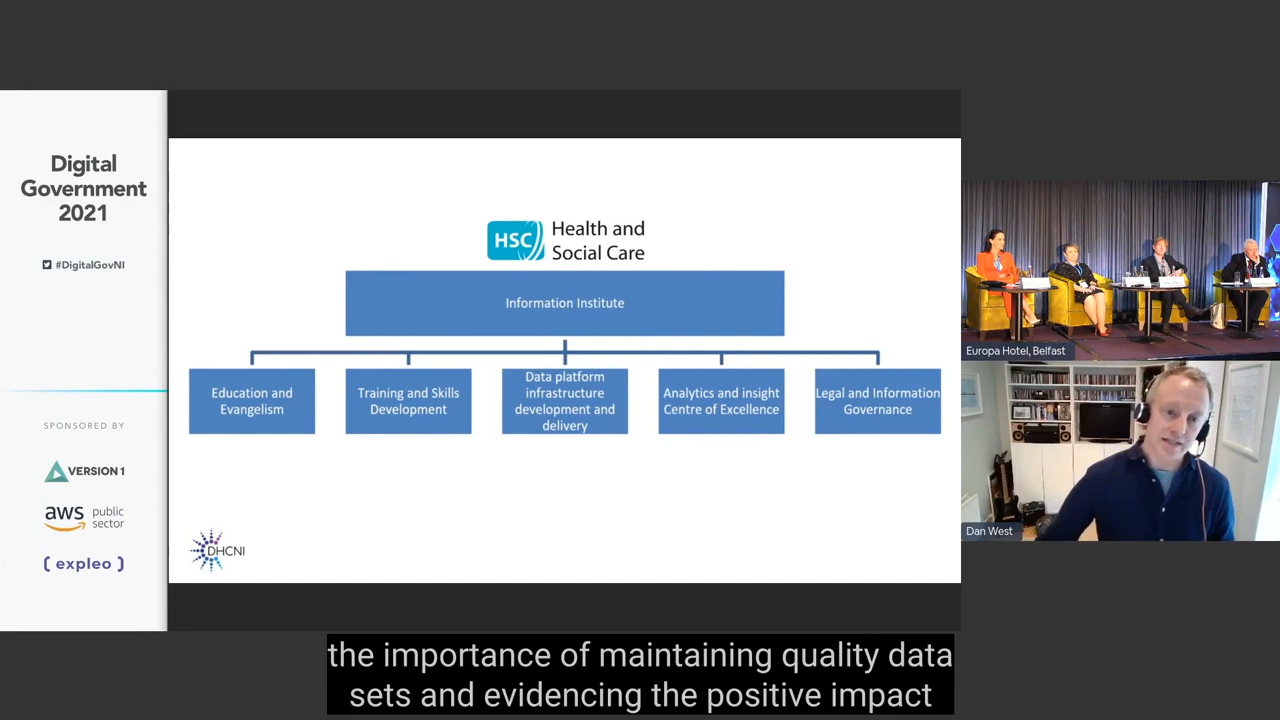 Digital
Government
2021
#DigitalGovNI
SPONSORED BY
VERSION 1
aws public
sector
expleo
HSC Health and
Social Care
Information Institute
Education and
Evangelism
Training and Skills
Development
Data platform
infrastructure
development and
delivery
Analytics and insight
Centre of Excellence
Legal and Information
Governance
DHCNI
Europa Hotel, Belfast
Dan West
the importance of maintaining quality data
sets and evidencing the positive impact